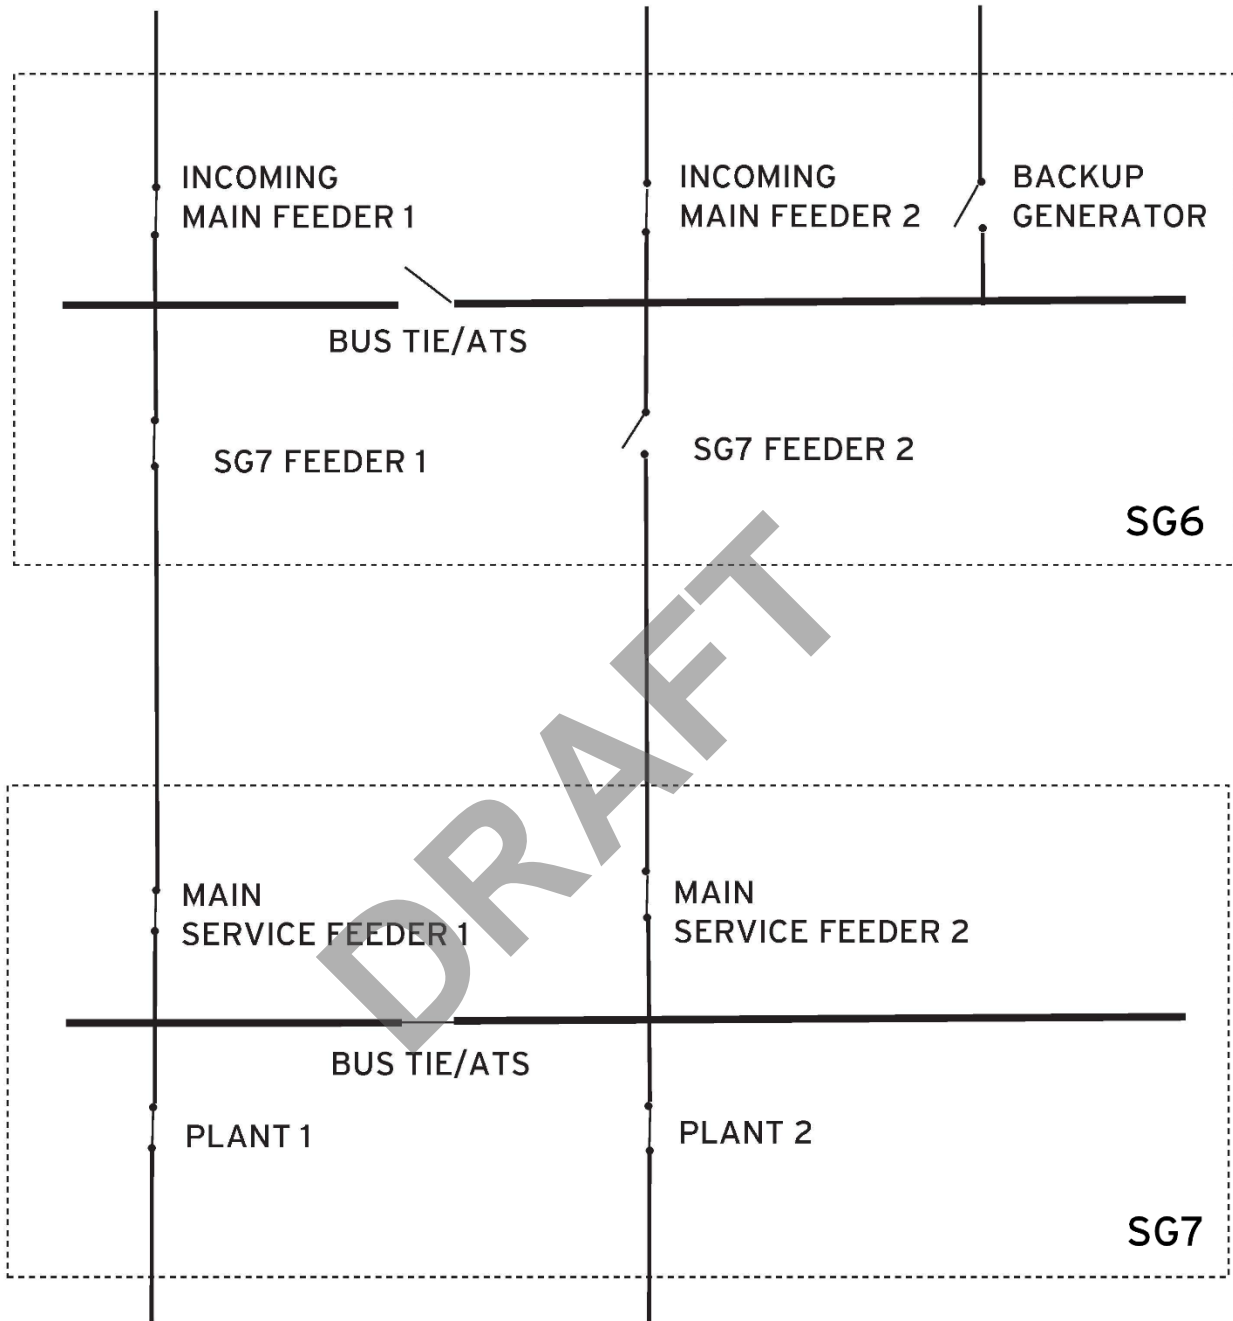 INCOMING
MAIN FEEDER 1
INCOMING
MAIN FEEDER 2
BACKUP
GENERATOR
BUS TIE/ATS
SG7 FEEDER 1
SG7 FEEDER 2
SG6
DRAFT
MAIN
SERVICE FEEDER 1
MAIN
SERVICE FEEDER 2
BUS TIE/ATS
PLANT 1
PLANT 2
SG7